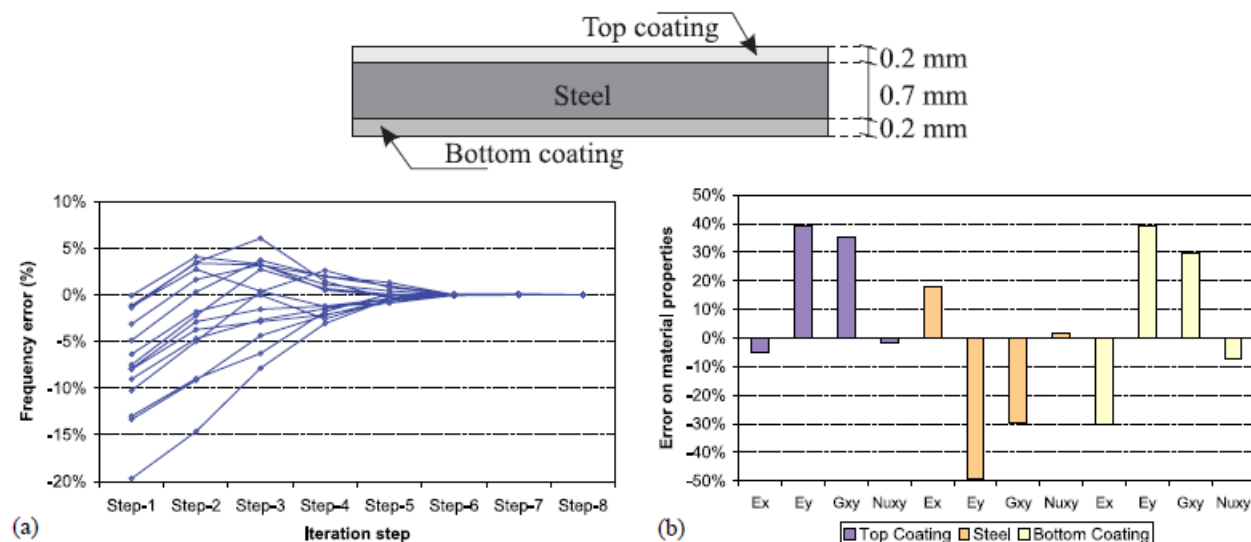 Top coating
0.2 mm
Steel
0.7 mm
0.2 mm
Bottom coating
10%
5%
0%
-5%
-10%
-15%
-20%
Frequency error (%)
Step-1 Step-2 Step-3 Step-4 Step-5 Step-6 Step-7 Step-8
Iteration step
(a)
50%
40%
30%
20%
10%
0%
-10%
-20%
-30%
-40%
-50%
Error on material properties
Ex Ey Gxy Nuxy Ex Ey Gxy Nuxy Ex Ey Gxy Nuxy
Top Coating Steel Bottom Coating
(b)